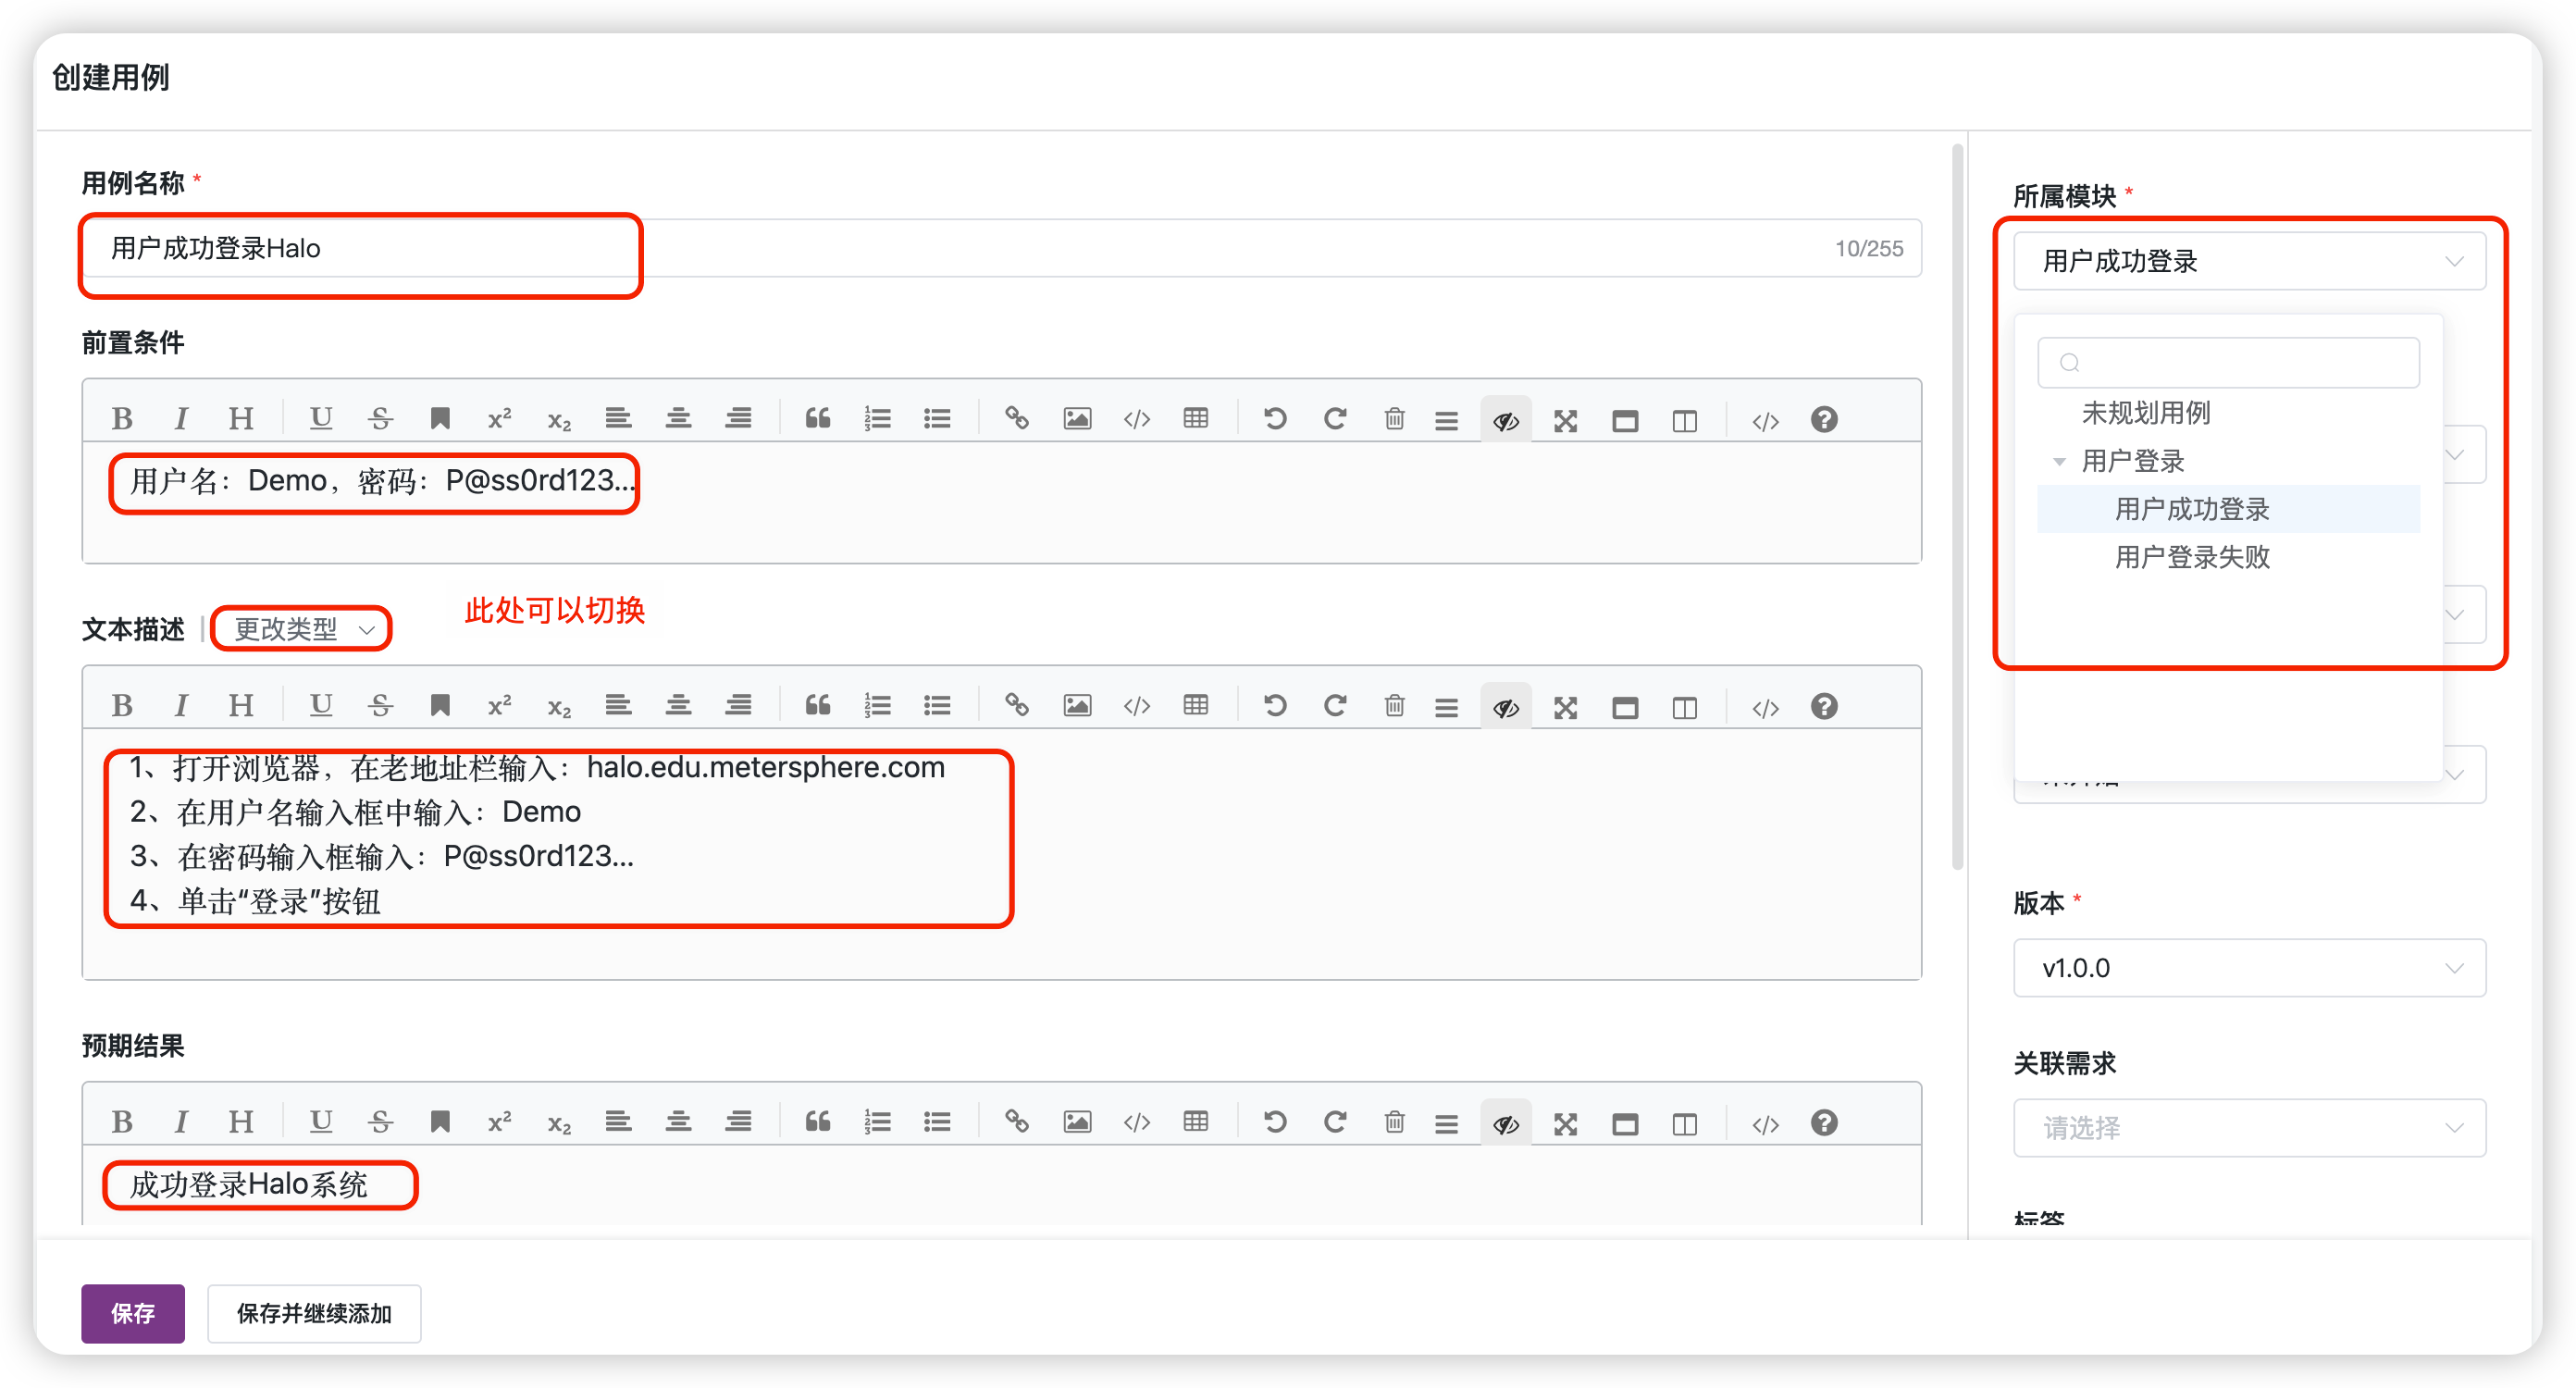 创建用例
用例名称 *
用户成功登录Halo
10/255
前置条件
用户名：Demo，密码：P@ss0rd123...
文本描述 | 更改类型
此处可以切换
1、打开浏览器，在老地址栏输入：halo.edu.metersphere.com
2、在用户名输入框中输入：Demo
3、在密码输入框输入：P@ss0rd123...
4、单击“登录”按钮
预期结果
成功登录Halo系统
保存
保存并继续添加
所属模块 *
用户成功登录
未规划用例
用户登录
用户成功登录
用户登录失败
版本 *
v1.0.0
关联需求
请选择
标签